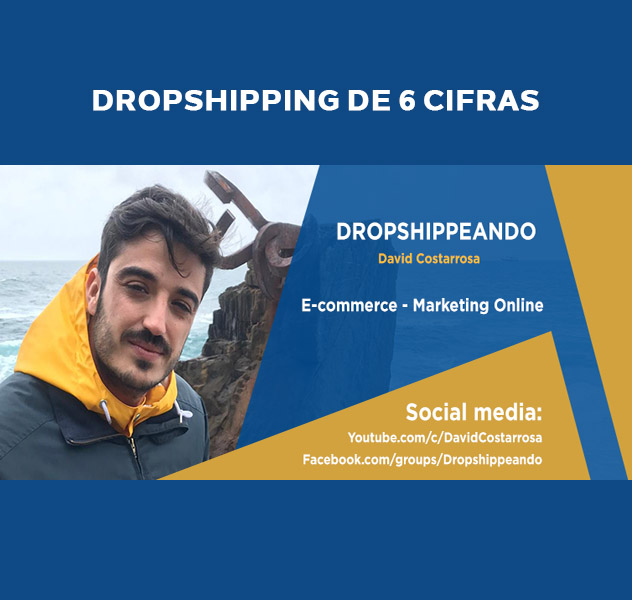 DROPSHIPPING DE 6 CIFRAS
DROPSHIPPEANDO
David Costarrosa
E-commerce - Marketing Online
Social media:
Youtube.com/c/DavidCostarrosa
Facebook.com/groups/Dropshippeando